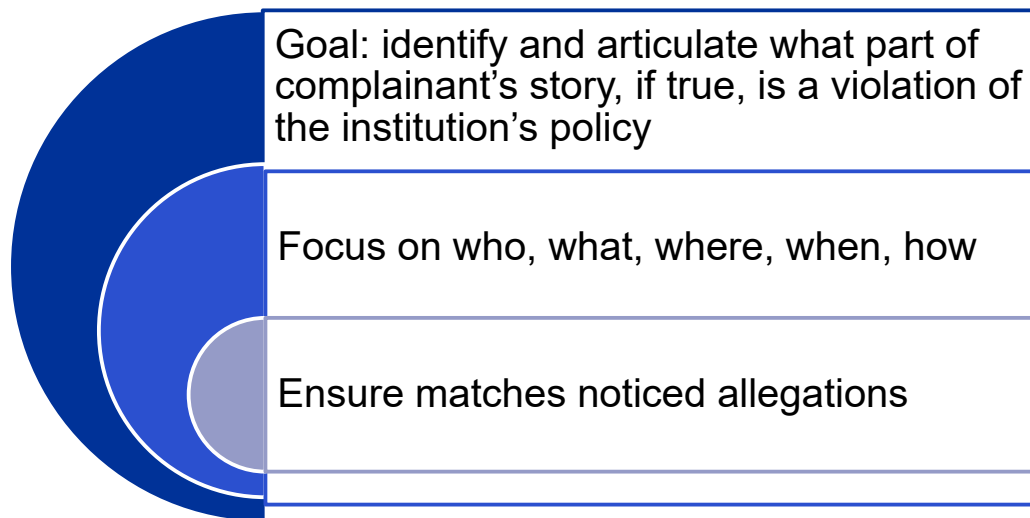 Goal: identify and articulate what part of
complainant’s story, if true, is a violation of
the institution’s policy
Focus on who, what, where, when, how
Ensure matches noticed allegations